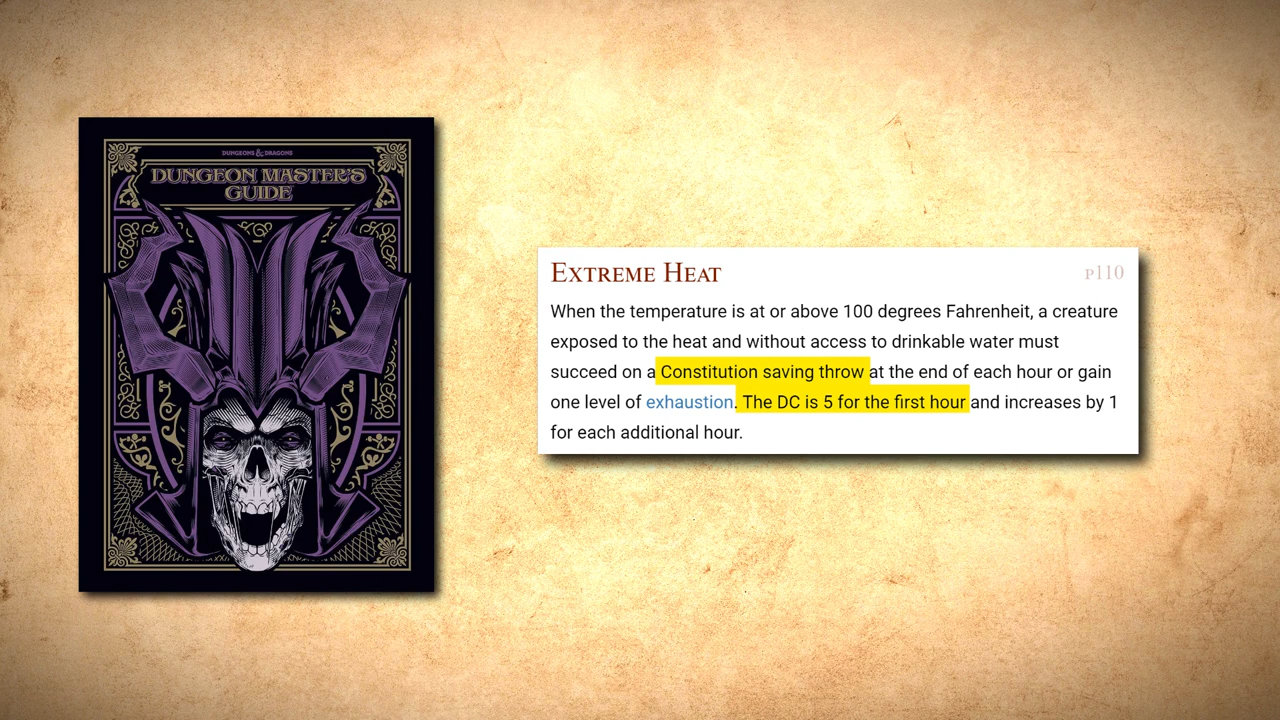 DUNGEONS & DRAGONS
DUNGEON MASTER'S
GUIDE
EXTREME HEAT
P110
When the temperature is at or above 100 degrees Fahrenheit, a creature
exposed to the heat and without access to drinkable water must
succeed on a Constitution saving throw at the end of each hour or gain
one level of exhaustion. The DC is 5 for the first hour and increases by 1
for each additional hour.